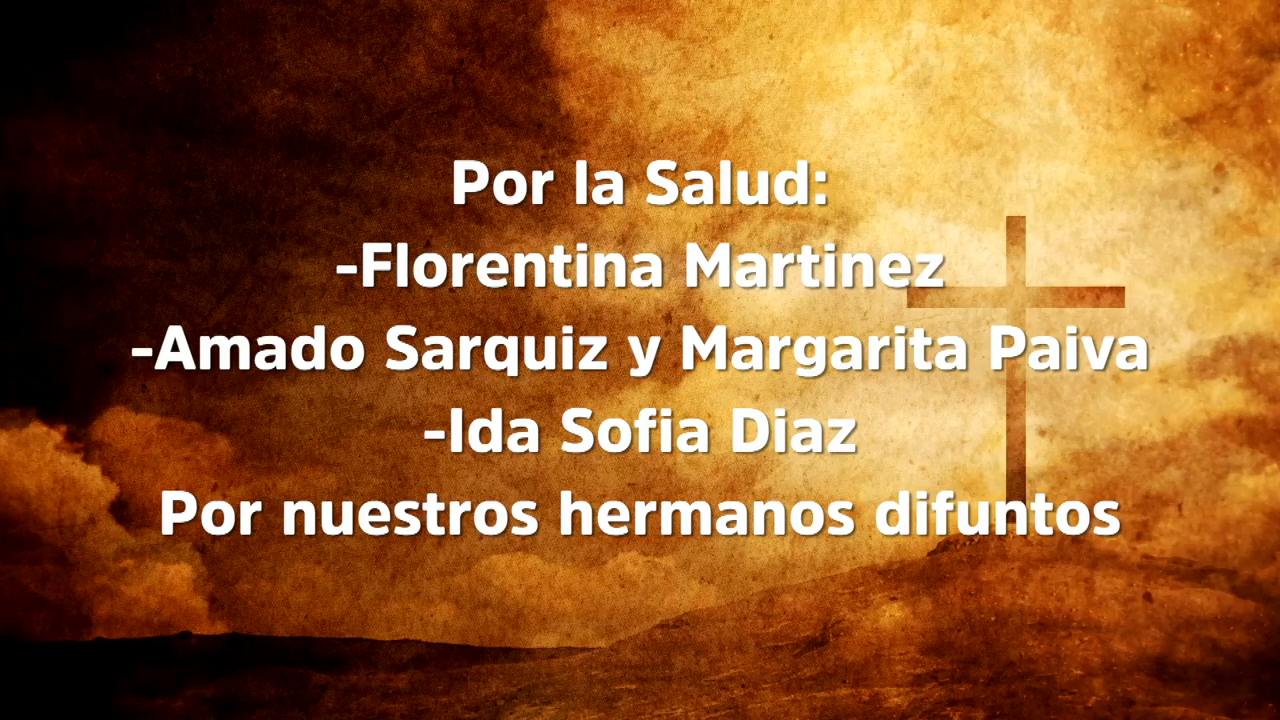 Por la Salud:
-Florentina Martinez
-Amado Sarquiz y Margarita Paiva
-Ida Sofia Diaz
Por nuestros hermanos difuntos